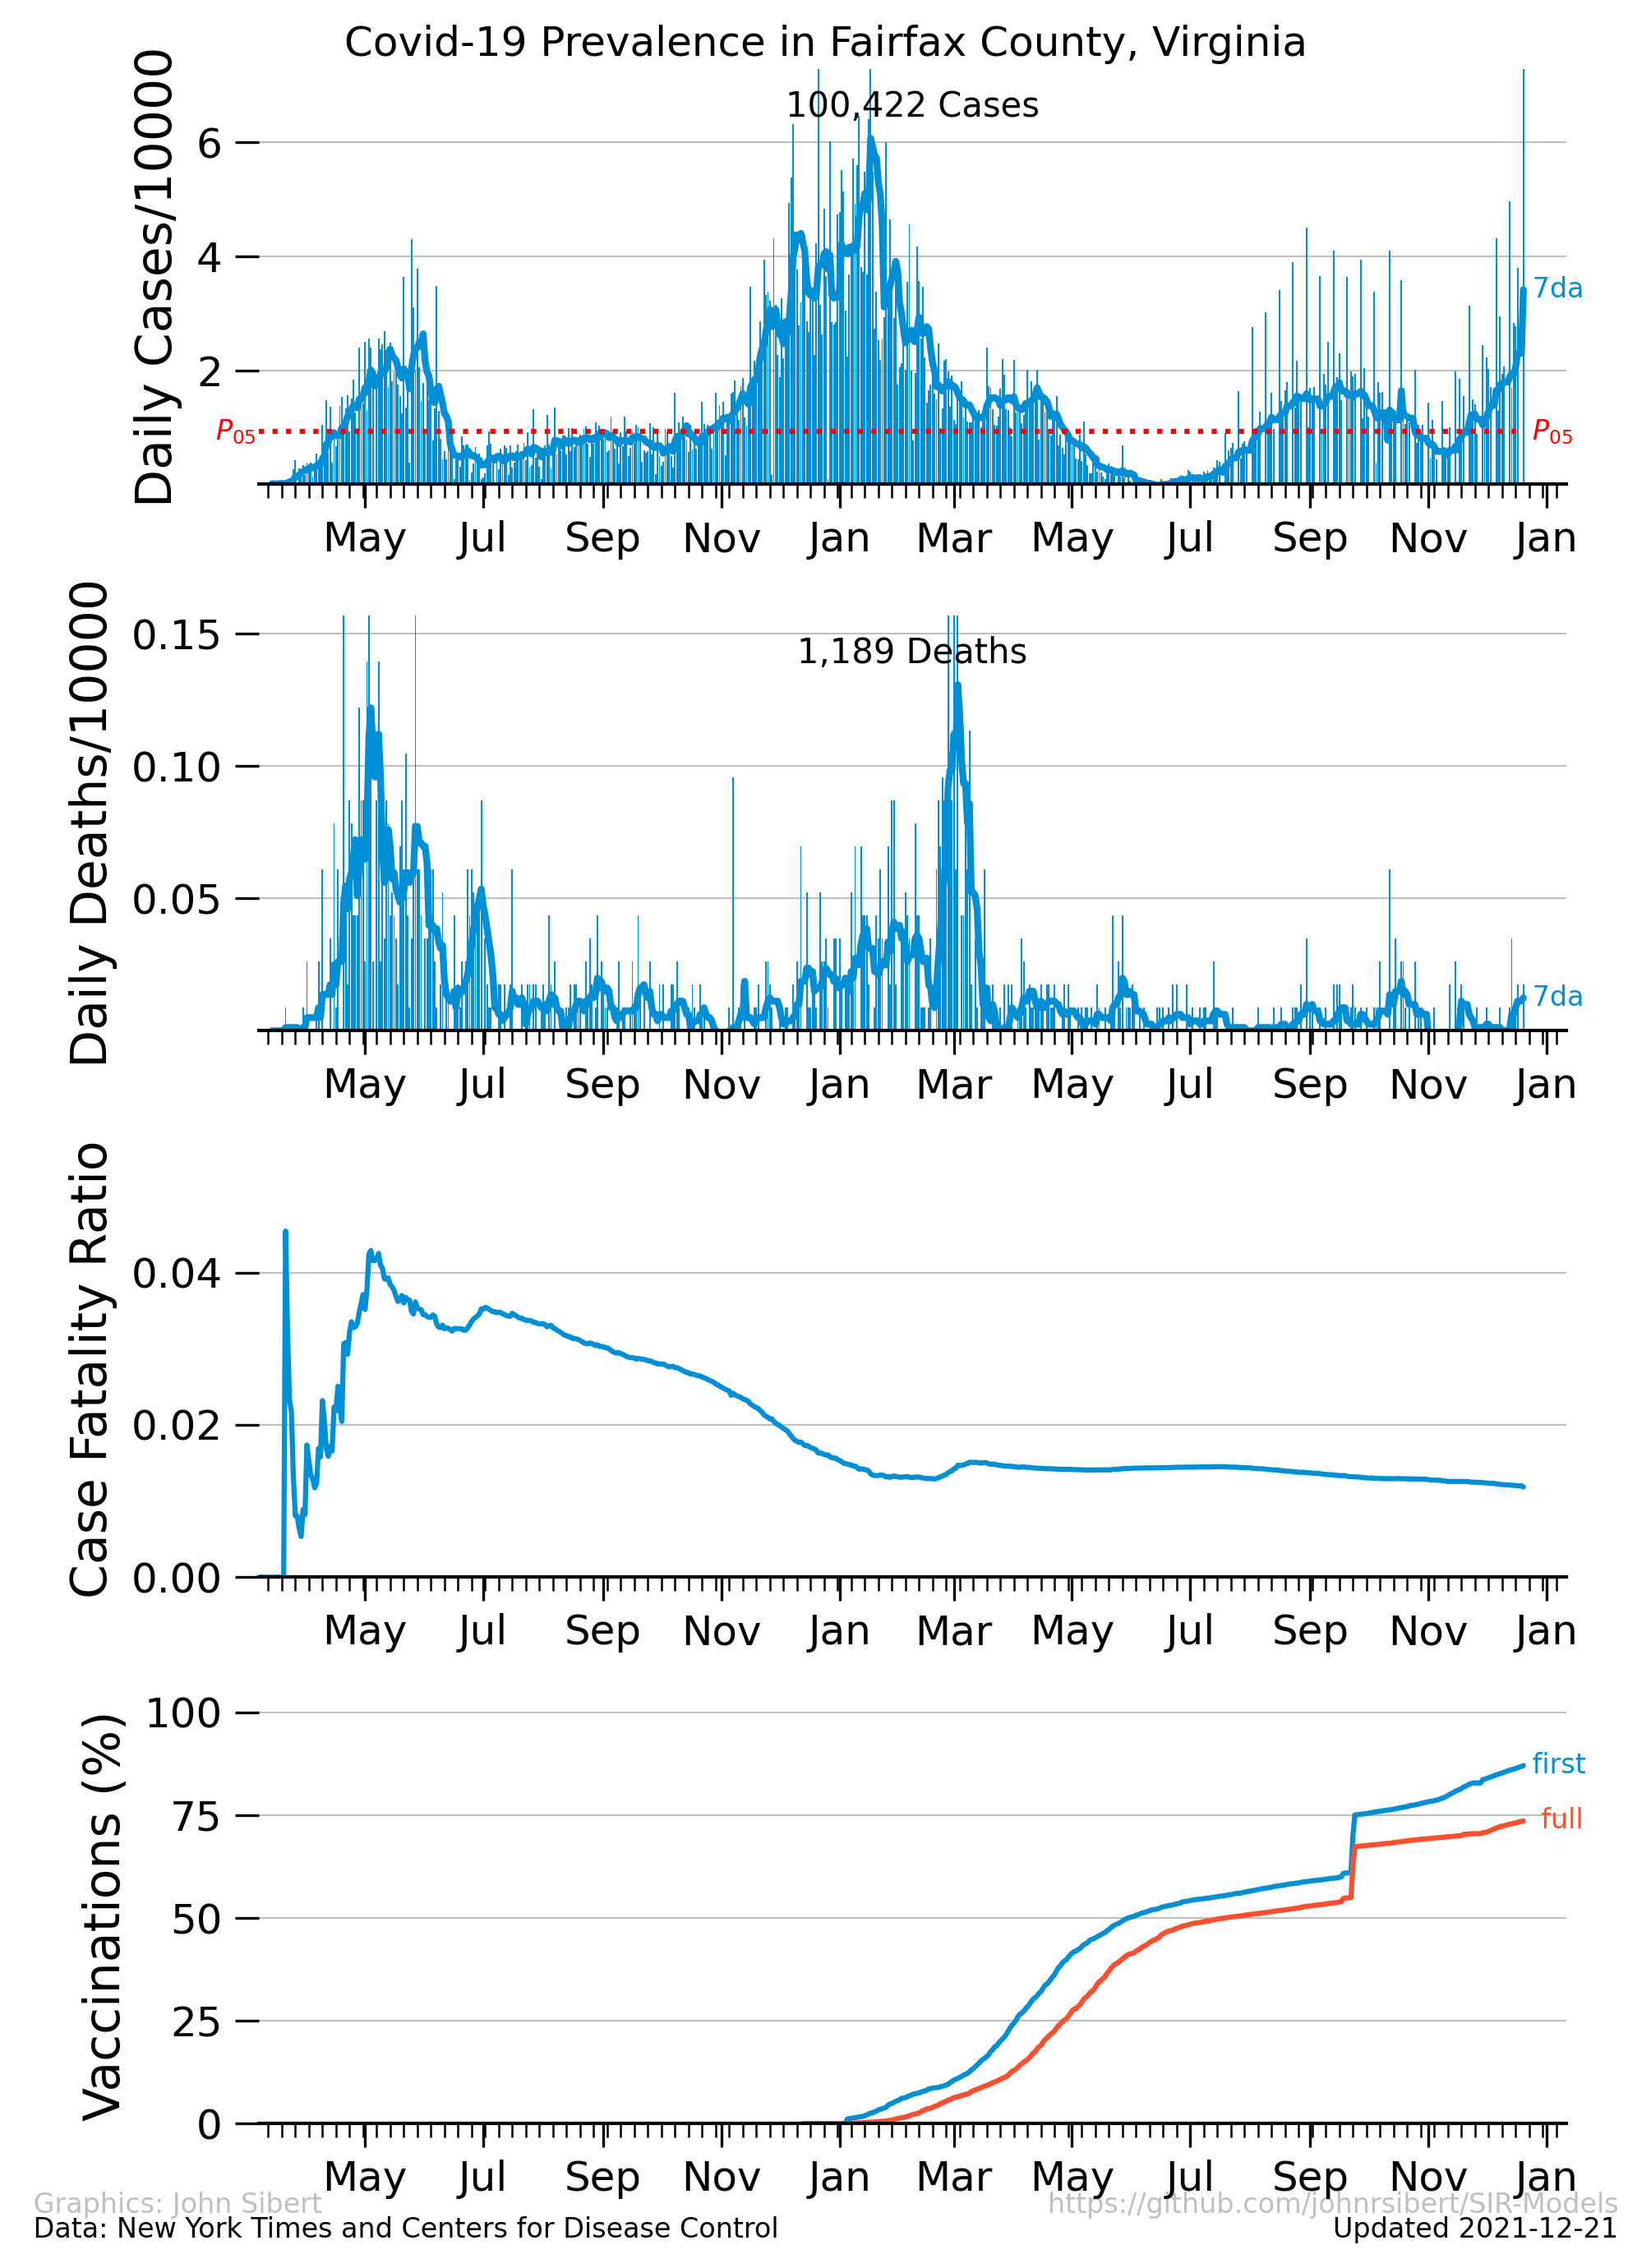 Covid-19 Prevalence in Fairfax County, Virginia
Daily Cases/10000
100,422 Cases
6
4
2
7da
P05
P05
May Jul Sep Nov Jan Mar May Jul Sep Nov Jan
Daily Deaths/10000
1,189 Deaths
0.15
0.10
0.05
7da
May Jul Sep Nov Jan Mar May Jul Sep Nov Jan
Case Fatality Ratio
0.04
0.02
0.00
May Jul Sep Nov Jan Mar May Jul Sep Nov Jan
Vaccinations (%)
100
75
50
25
0
first
full
May Jul Sep Nov Jan Mar May Jul Sep Nov Jan
Graphics: John Sibert
https://github.com/johnrsibert/SIR-Models
Data: New York Times and Centers for Disease Control
Updated 2021-12-21